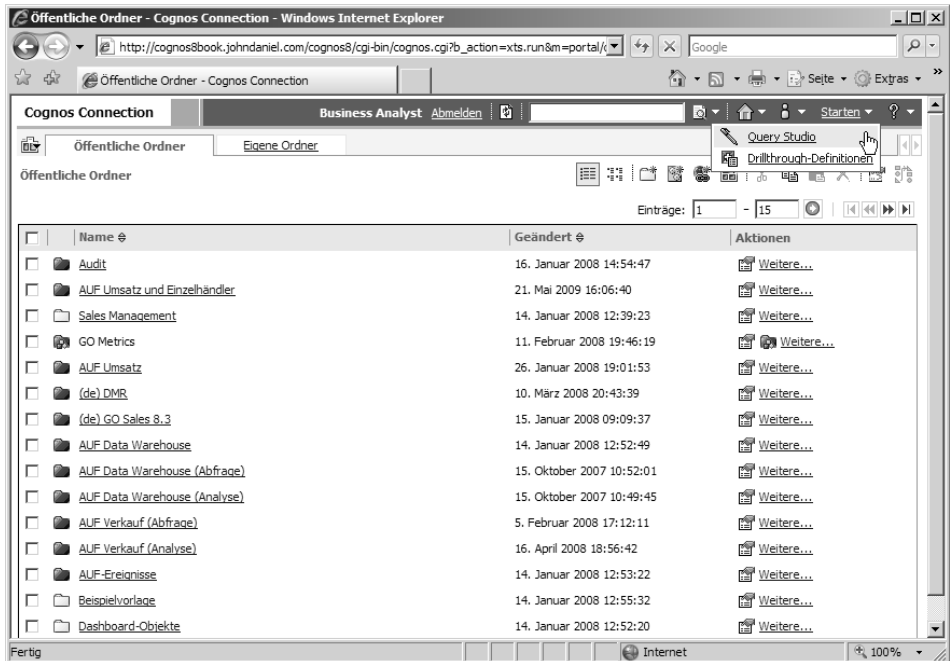 Öffentliche Ordner - Cognos Connection - Windows Internet Explorer
http://cognos8book.johndaniel.com/cognos8/cgi-bin/cognos.cgi?b_action=xts.run&m=portal/c
Google
Öffentliche Ordner - Cognos Connection
Seite Extras »
Cognos Connection Business Analyst Abmelden Starten ?
Query Studio
Drillthrough-Definitionen
Öffentliche Ordner Eigene Ordner
Öffentliche Ordner
Einträge: 1 - 15
Name Geändert Aktionen
Audit 16. Januar 2008 14:54:47 Weitere...
AUF Umsatz und Einzelhändler 21. Mai 2009 16:06:40 Weitere...
Sales Management 14. Januar 2008 12:39:23 Weitere...
GO Metrics 11. Februar 2008 19:46:19 Weitere...
AUF Umsatz 26. Januar 2008 19:01:53 Weitere...
(de) DMR 10. März 2008 20:43:39 Weitere...
(de) GO Sales 8.3 15. Januar 2008 09:09:37 Weitere...
AUF Data Warehouse 14. Januar 2008 12:52:49 Weitere...
AUF Data Warehouse (Abfrage) 15. Oktober 2007 10:52:01 Weitere...
AUF Data Warehouse (Analyse) 15. Oktober 2007 10:49:45 Weitere...
AUF Verkauf (Abfrage) 5. Februar 2008 17:12:11 Weitere...
AUF Verkauf (Analyse) 16. April 2008 18:56:42 Weitere...
AUF-Ereignisse 14. Januar 2008 12:53:22 Weitere...
Beispielvorlage 14. Januar 2008 12:55:32 Weitere...
Dashboard-Objekte 14. Januar 2008 12:52:20 Weitere...
Fertig Internet 100%